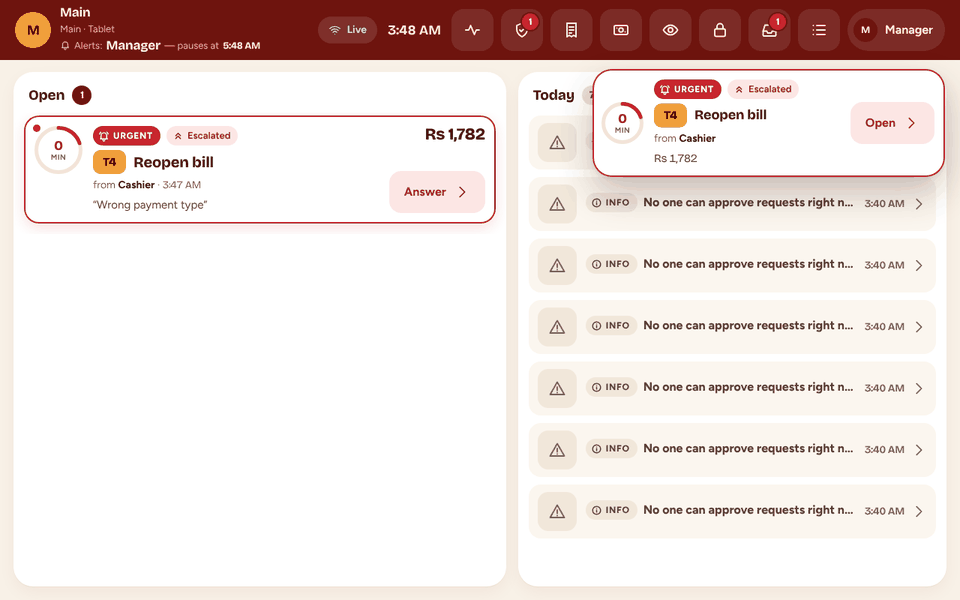 M
Main
Main · Tablet
Alerts: Manager — pauses at 5:48 AM
Live
3:48 AM
1
1
M Manager
Open 1
0 MIN
URGENT Escalated
Rs 1,782
T4 Reopen bill
from Cashier · 3:47 AM
"Wrong payment type"
Answer
Today
0 MIN
URGENT Escalated
T4 Reopen bill
from Cashier
Rs 1,782
Open
INFO No one can approve requests right n... 3:40 AM
INFO No one can approve requests right n... 3:40 AM
INFO No one can approve requests right n... 3:40 AM
INFO No one can approve requests right n... 3:40 AM
INFO No one can approve requests right n... 3:40 AM
INFO No one can approve requests right n... 3:40 AM